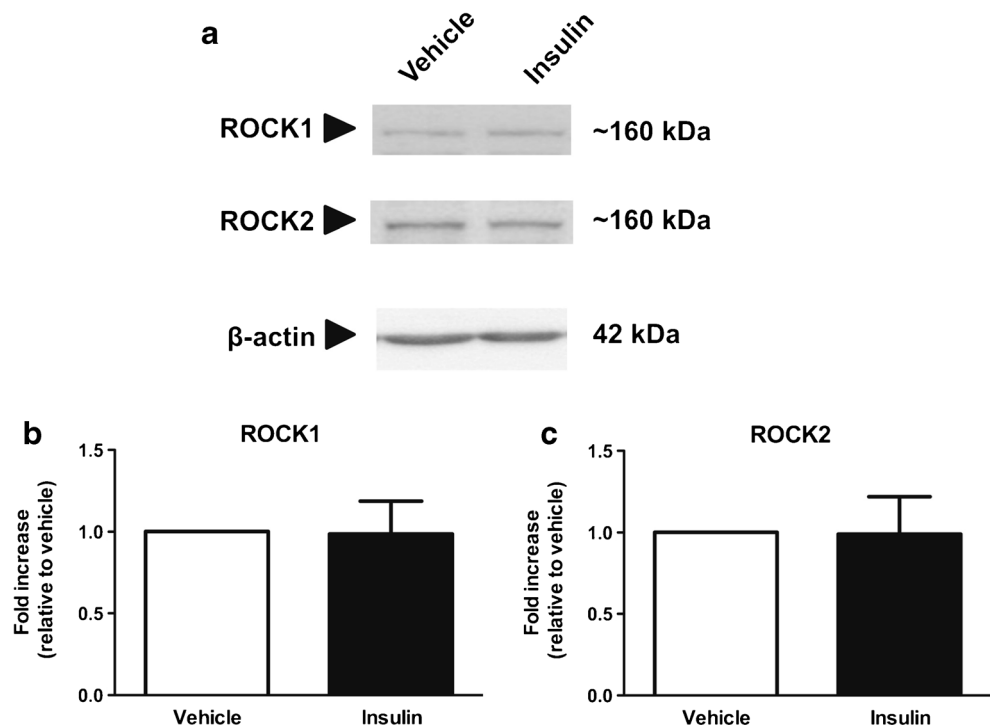 a
Vehicle
Insulin
ROCK1
~160 kDa
ROCK2
~160 kDa
β-actin
42 kDa
b
ROCK1
Fold increase
(relative to vehicle)
1.5
1.0
0.5
0.0
Vehicle
Insulin
c
ROCK2
Fold increase
(relative to vehicle)
1.5
1.0
0.5
0.0
Vehicle
Insulin